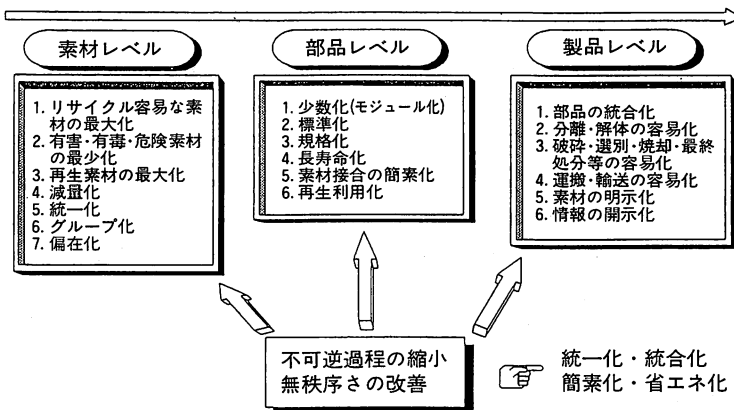 素材レベル
1. リサイクル容易な素
材の最大化
2. 有害・有毒・危険素材
の最少化
3. 再生素材の最大化
4. 減量化
5. 統一化
6. グループ化
7. 偏在化
部品レベル
1. 少数化(モジュール化)
2. 標準化
3. 規格化
4. 長寿命化
5. 素材接合の簡素化
6. 再生利用化
製品レベル
1. 部品の統合化
2. 分離・解体の容易化
3. 破砕・選別・焼却・最終
処分等の容易化
4. 運搬・輸送の容易化
5. 素材の明示化
6. 情報の開示化
不可逆過程の縮小
無秩序さの改善
統一化・統合化
簡素化・省エネ化